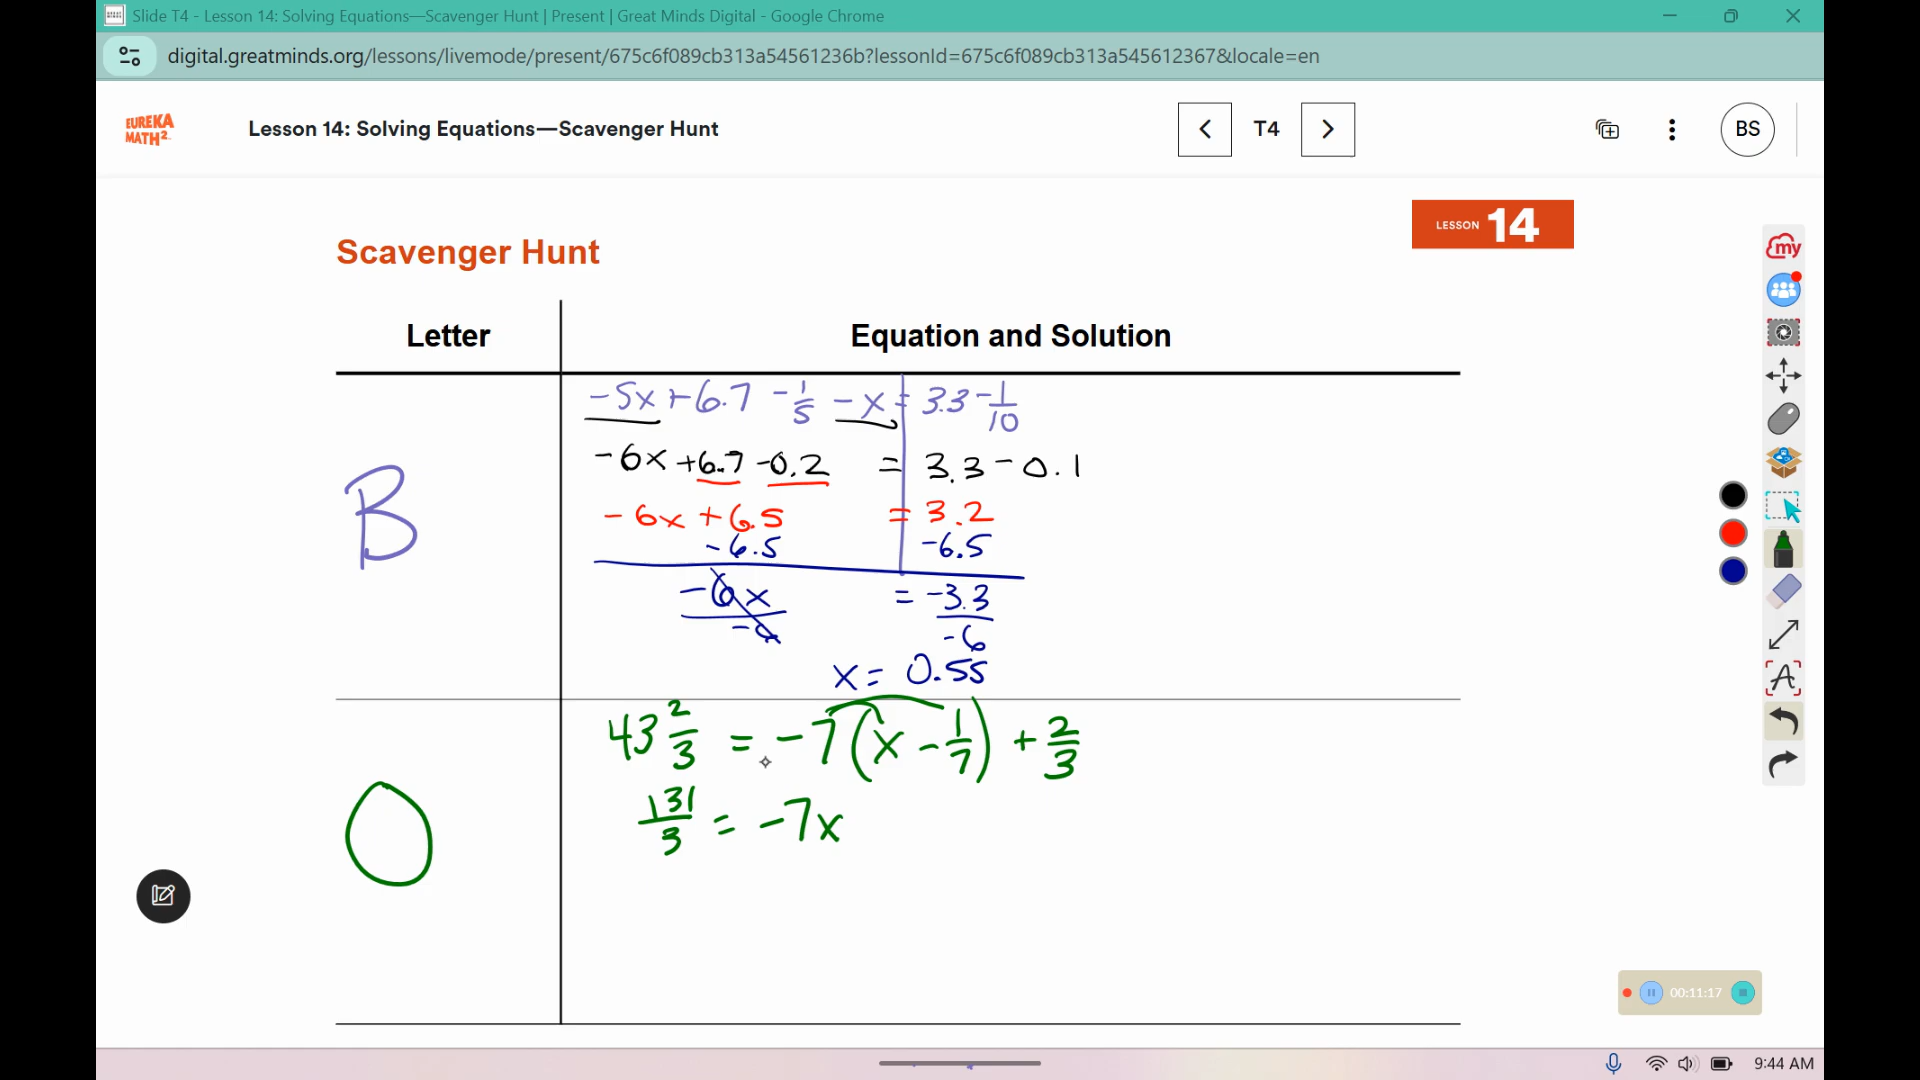 Slide T4 - Lesson 14: Solving Equations—Scavenger Hunt | Present | Great Minds Digital - Google Chrome
digital.greatminds.org/lessons/livemode/present/675c6f089cb313a54561236b?lessonId=675c6f089cb313a545612367&locale=en
EUREKA
MATH²
Lesson 14: Solving Equations—Scavenger Hunt
T4
BS
LESSON 14
my
Scavenger Hunt
Letter
Equation and Solution
B
-5x+6.7 -1/5 -x = 3.3 -1/10
-6x +6.7 -0.2 = 3.3 - 0.1
-6x +6.5 = 3.2
-6.5 -6.5
-6x = -3.3
-6 -6
x = 0.55
O
43 2/3 = -7(x - 1/7) + 2/3
131/3 = -7x
A
00:11:17
9:44 AM